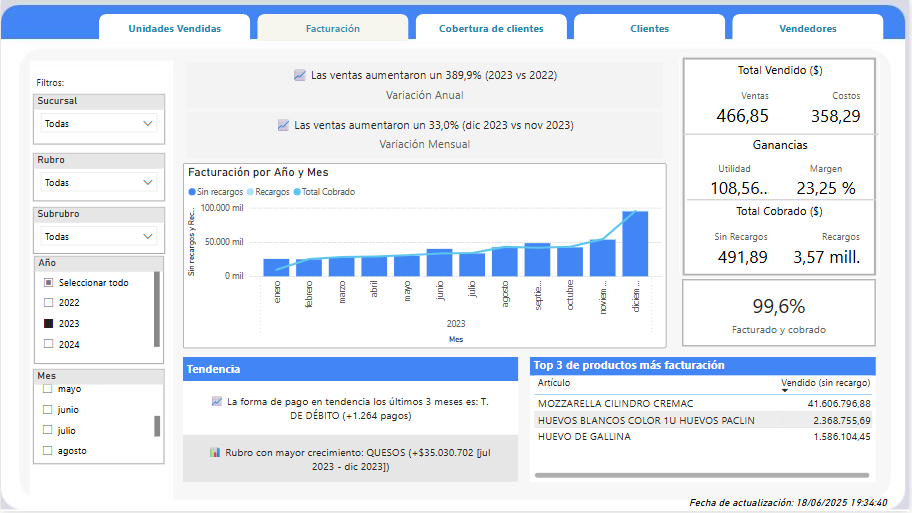 Unidades Vendidas
Facturación
Cobertura de clientes
Clientes
Vendedores
Filtros:
Sucursal
Todas
Rubro
Todas
Subrubro
Todas
Año
Seleccionar todo
2022
2023
2024
Mes
mayo
junio
julio
agosto
Las ventas aumentaron un 389,9% (2023 vs 2022)
Variación Anual
Las ventas aumentaron un 33,0% (dic 2023 vs nov 2023)
Variación Mensual
Facturación por Año y Mes
Sin recargos Recargos Total Cobrado
Sin recargos y Rec...
100.000 mil
50.000 mil
0 mil
enero
febrero
marzo
abril
mayo
junio
julio
agosto
septie...
octubre
noviem...
diciem...
2023
Mes
Total Vendido ($)
Ventas Costos
466,85 358,29
Ganancias
Utilidad Margen
108,56.. 23,25 %
Total Cobrado ($)
Sin Recargos Recargos
491,89 3,57 mill.
99,6%
Facturado y cobrado
Tendencia
La forma de pago en tendencia los últimos 3 meses es: T.
DE DÉBITO (+1.264 pagos)
Rubro con mayor crecimiento: QUESOS (+$35.030.702 [jul
2023 - dic 2023])
Top 3 de productos más facturación
Artículo Vendido (sin recargo)
MOZZARELLA CILINDRO CREMAC 41.606.796,88
HUEVOS BLANCOS COLOR 1U HUEVOS PACLIN 2.368.755,69
HUEVO DE GALLINA 1.586.104,45
Fecha de actualización: 18/06/2025 19:34:40